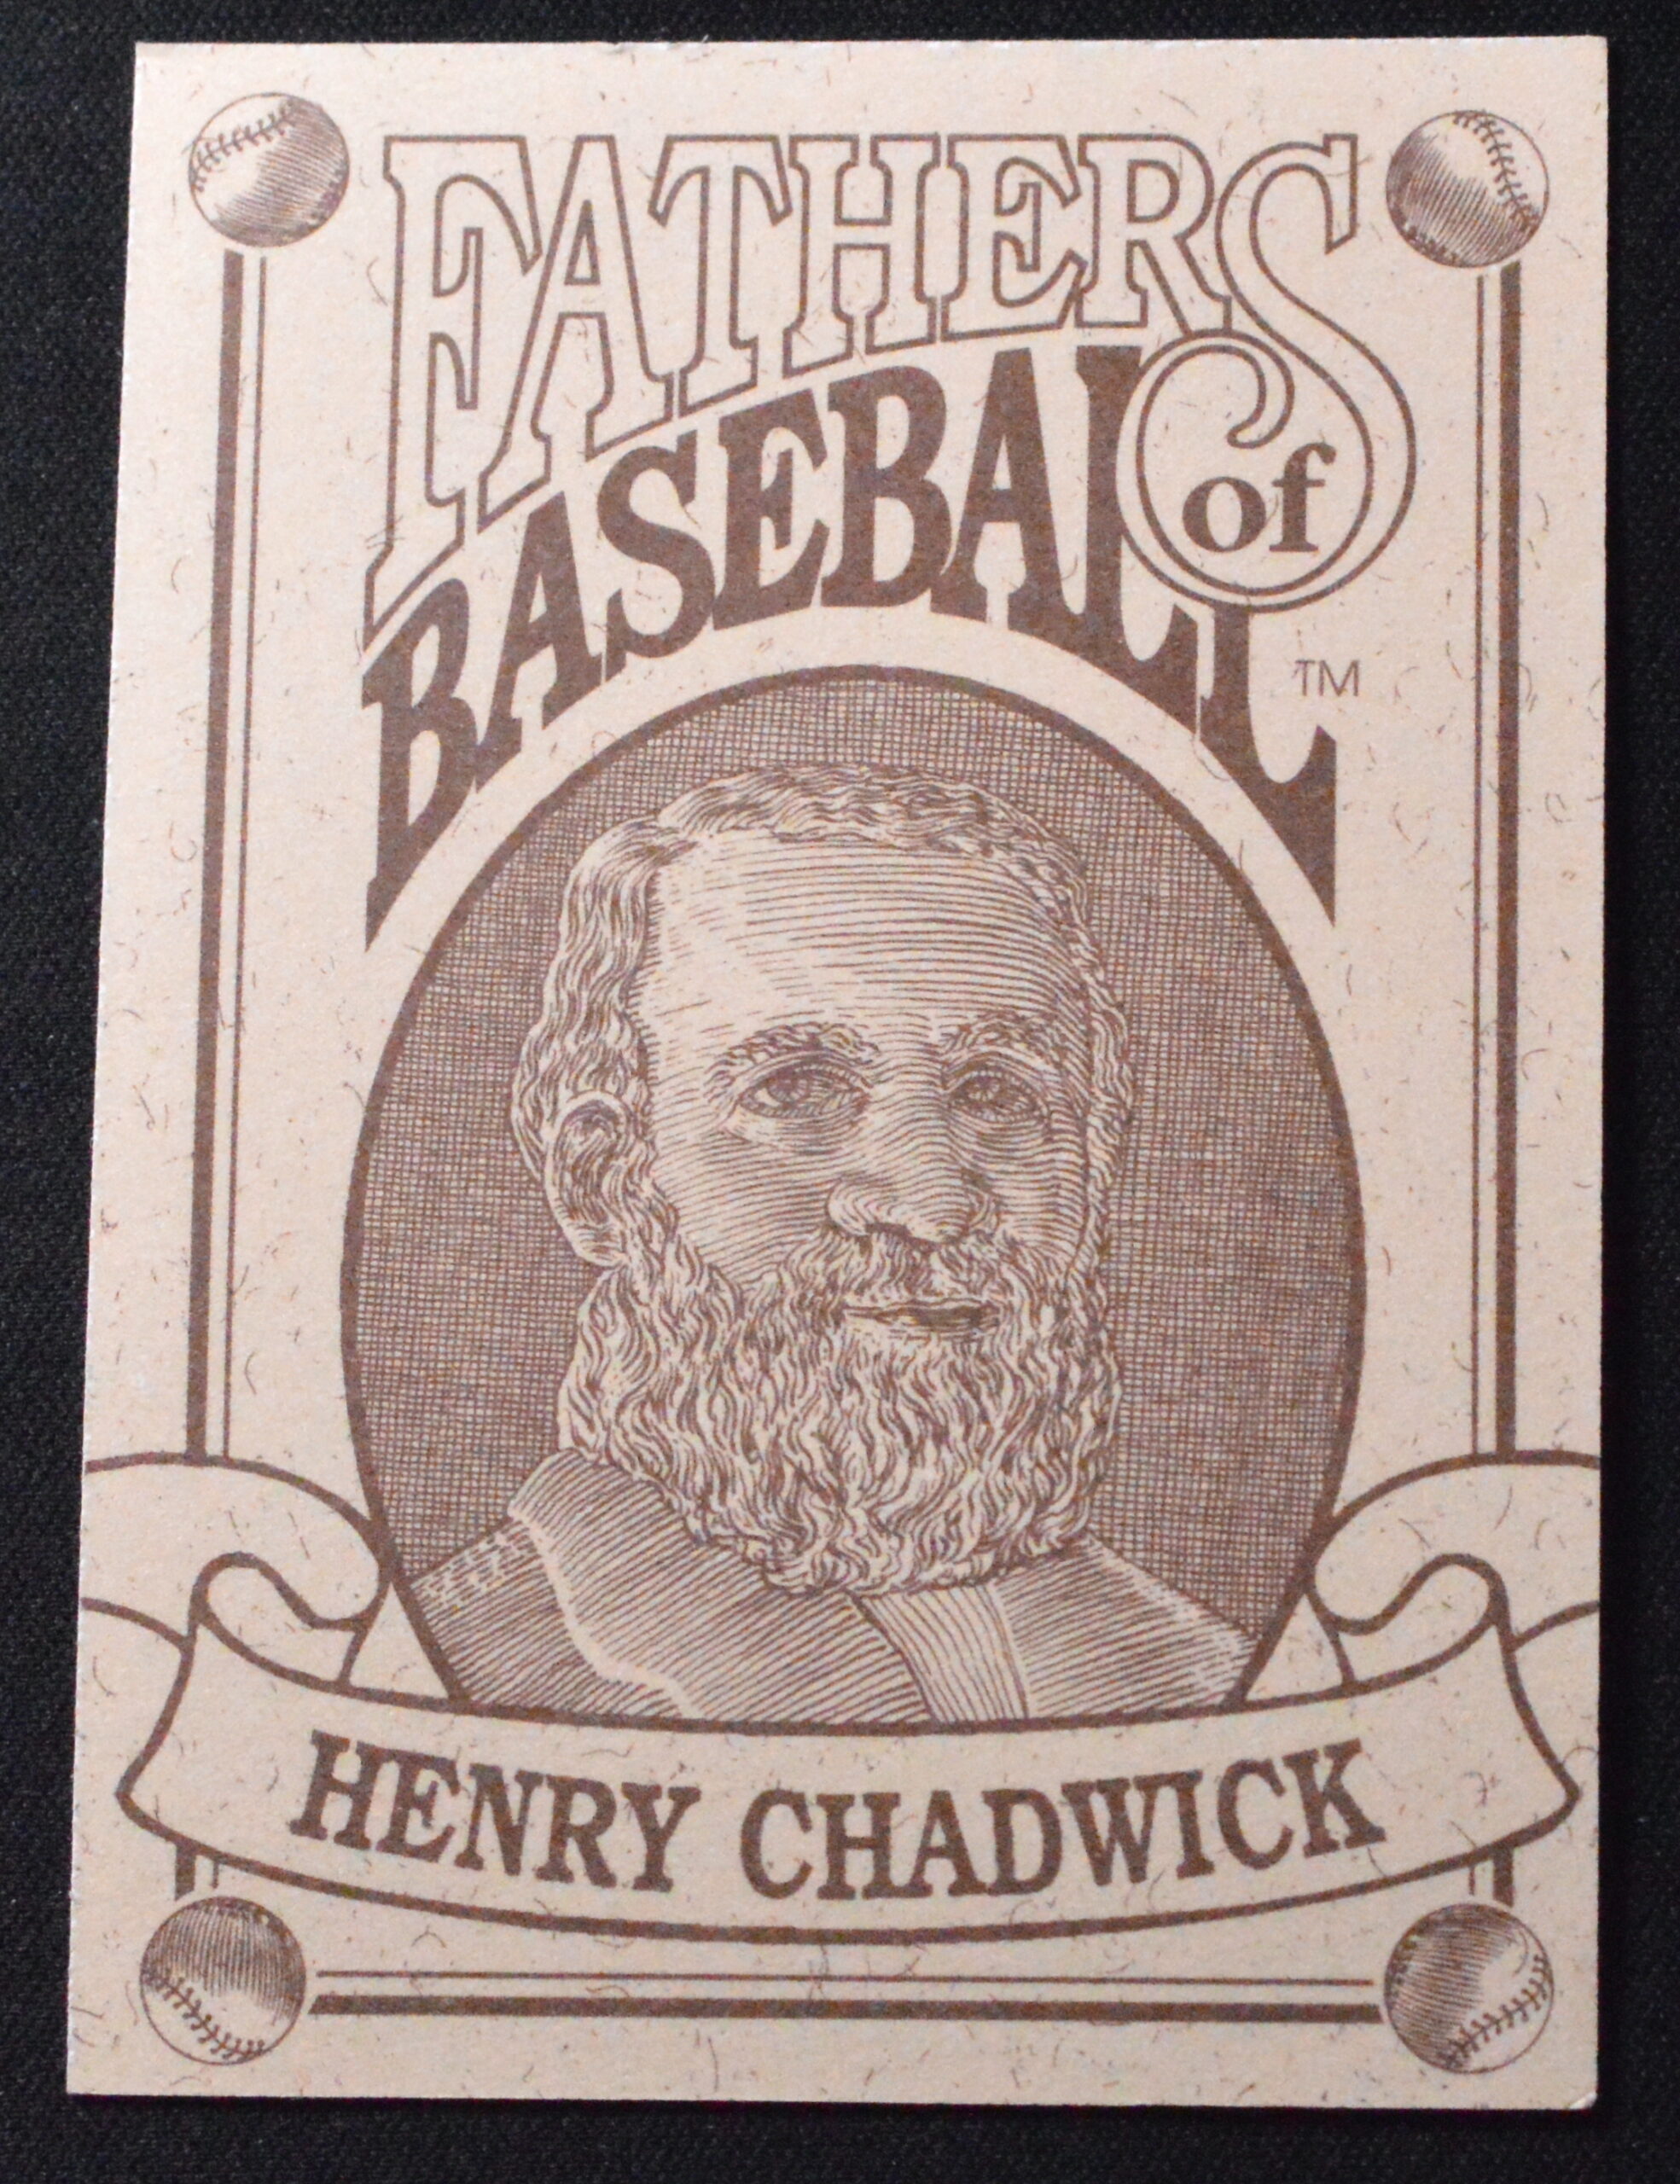 FATHERS
of
BASEBALL
TM
HENRY CHADWICK